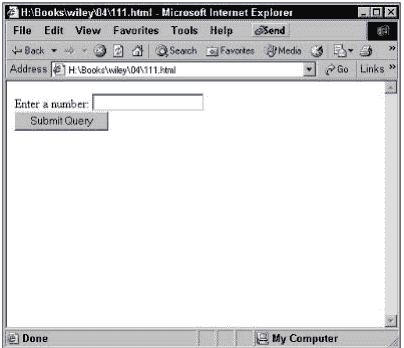 H:\Books\wiley\04\111.html - Microsoft Internet Explorer
File Edit View Favorites Tools Help Send
Back Search Favorites Media »
Address H:\Books\wiley\04\111.html Go Links »
Enter a number:
Submit Query
Done My Computer